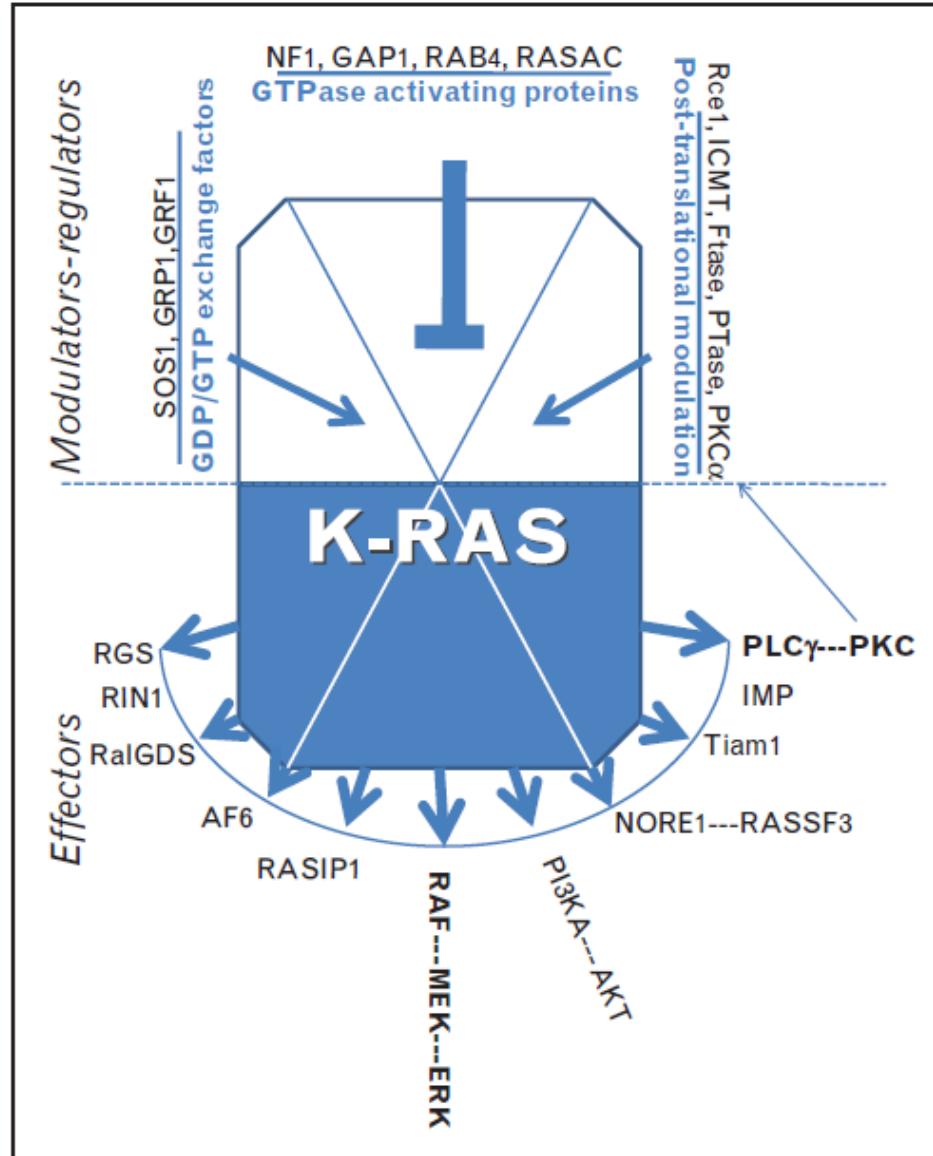 NF1, GAP1, RAB4, RASAC
GTPase activating proteins
Modulators-regulators
SOS1, GRP1,GRF1
GDP/GTP exchange factors
Rce1, ICMT, Ftase, PTase, PKCα
Post-translational modulation
K-RAS
Effectors
RGS
RIN1
RalGDS
AF6
RASIP1
RAF---MEK---ERK
PI3KA---AKT
NORE1---RASSF3
Tiam1
IMP
PLCγ---PKC